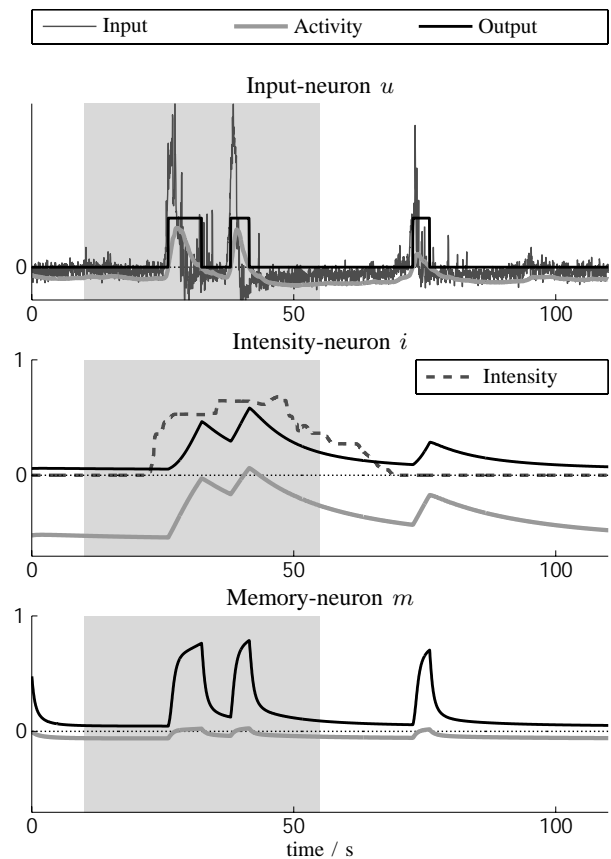 Input Activity Output
Input-neuron u
0
0 50 100
Intensity-neuron i
1
Intensity
0
0 50 100
Memory-neuron m
1
0
0 50 100
time / s